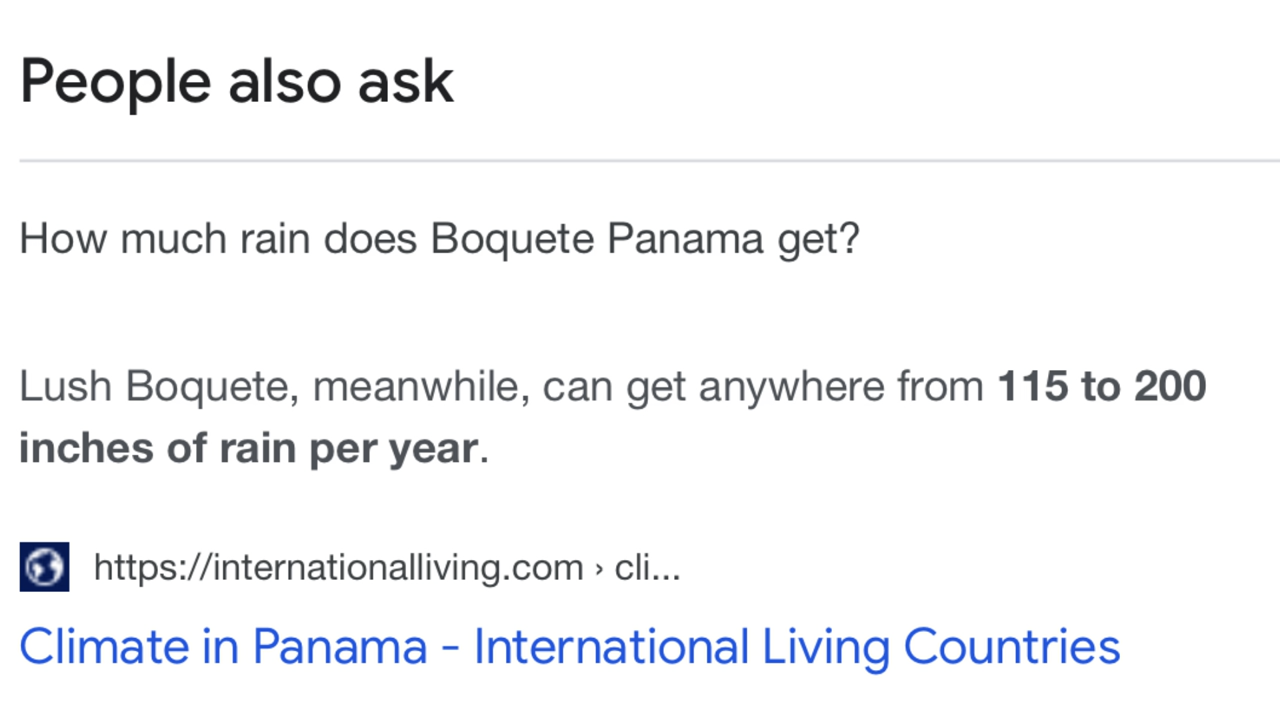 People also ask
How much rain does Boquete Panama get?
Lush Boquete, meanwhile, can get anywhere from 115 to 200
inches of rain per year.
https://internationalliving.com › cli...
Climate in Panama - International Living Countries